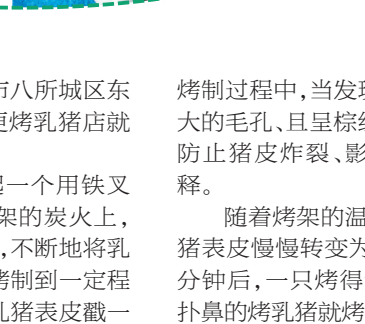 市八所城区东
更烤乳猪店就
起一个用铁叉
架的炭火上，
，不断地将乳
烤制到一定程
乳猪表皮戳一
烤制过程中，当发现
大的毛孔、且呈棕红
防止猪皮炸裂、影
释。
随着烤架的温
猪表皮慢慢转变为
分钟后，一只烤得
扑鼻的烤乳猪就烤